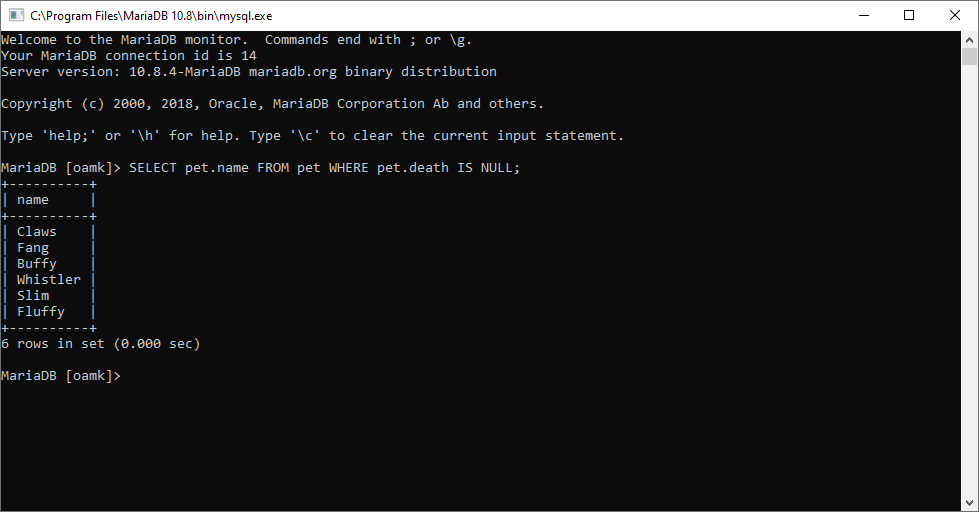 C:\Program Files\MariaDB 10.8\bin\mysql.exe
Welcome to the MariaDB monitor.  Commands end with ; or \g.
Your MariaDB connection id is 14
Server version: 10.8.4-MariaDB mariadb.org binary distribution
Copyright (c) 2000, 2018, Oracle, MariaDB Corporation Ab and others.
Type 'help;' or '\h' for help. Type '\c' to clear the current input statement.
MariaDB [oamk]> SELECT pet.name FROM pet WHERE pet.death IS NULL;
+----------+
| name     |
+----------+
| Claws    |
| Fang     |
| Buffy    |
| Whistler |
| Slim     |
| Fluffy   |
+----------+
6 rows in set (0.000 sec)
MariaDB [oamk]>